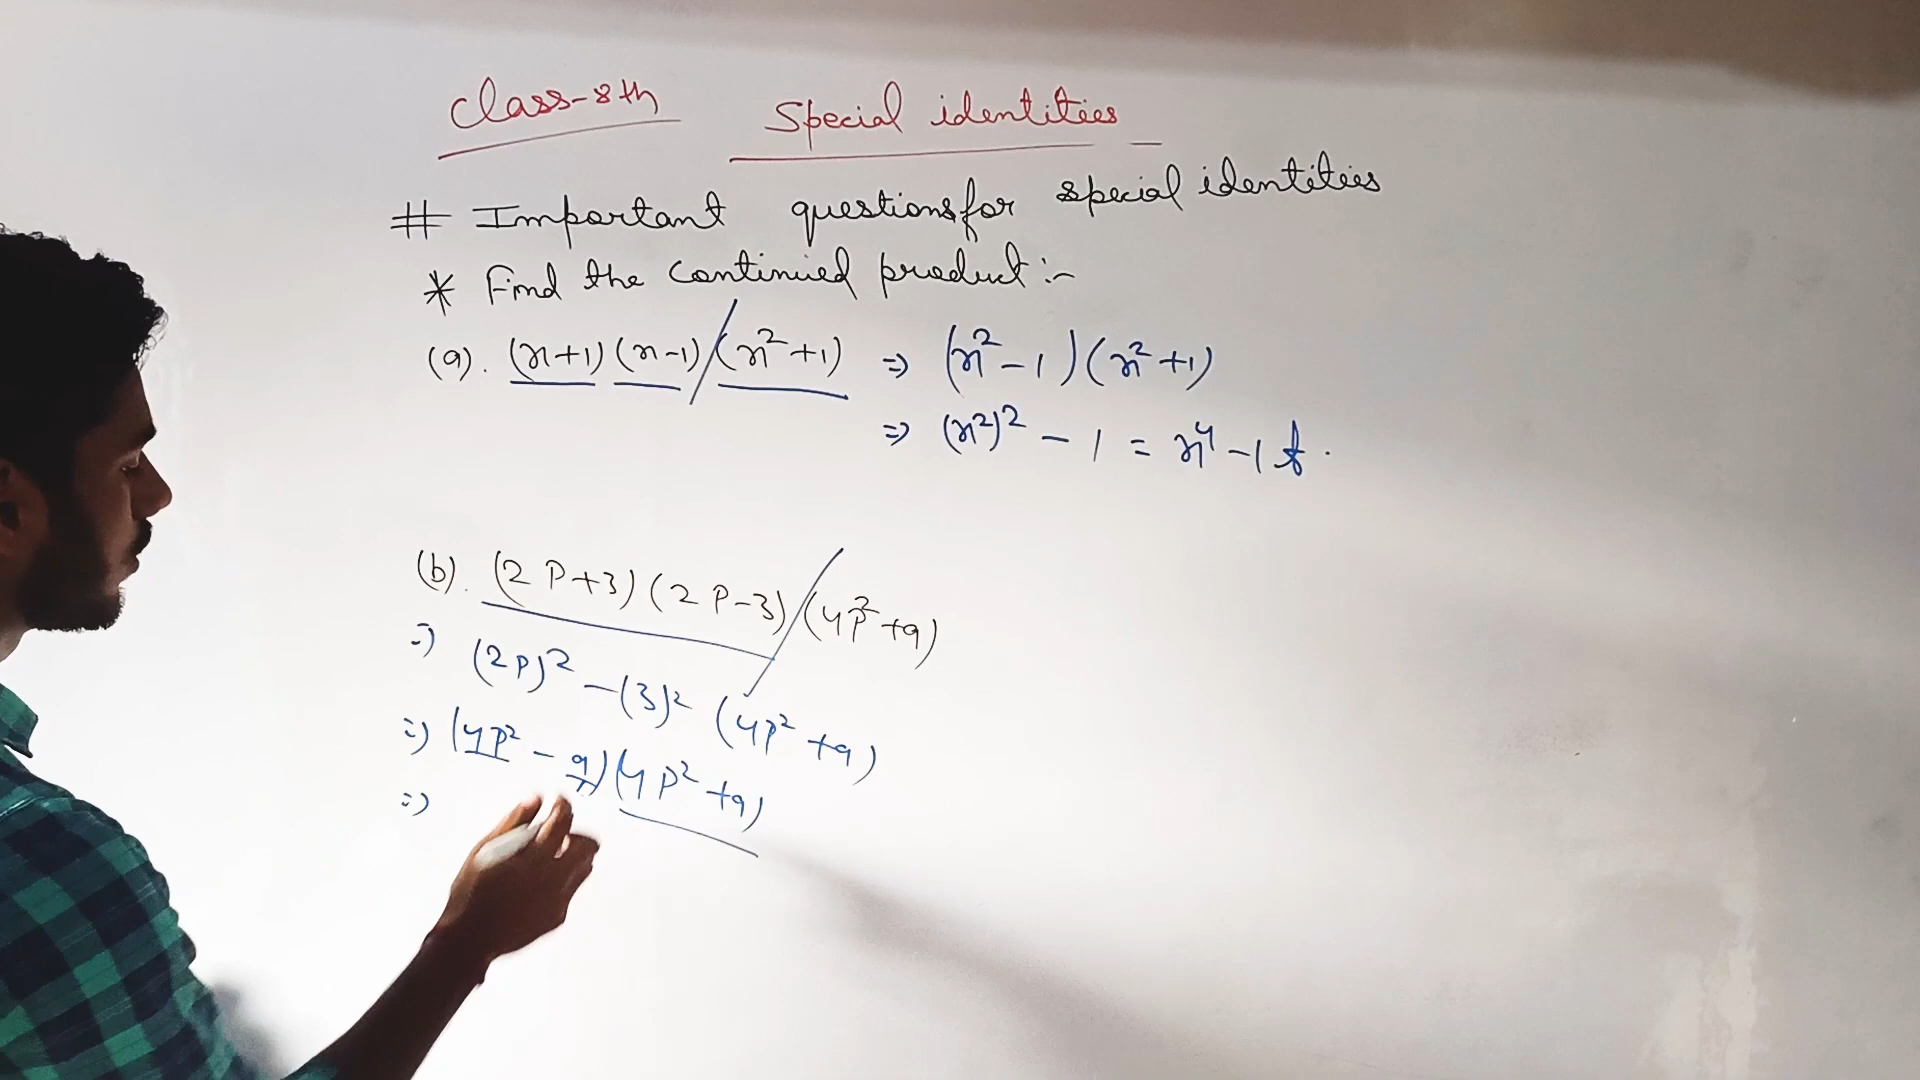 Class-8th Special identities
# Important questions for special identities
* Find the Continued product :-
(a). (x+1) (x-1) (x²+1) ⇒ (x²-1) (x²+1)
⇒ (x²)² - 1 = x⁴-1
(b). (2P+3) (2P-3) (4P²+9)
⇒ (2P)² - (3)² (4P²+9)
⇒ (4P² - 9) (4P²+9)
⇒